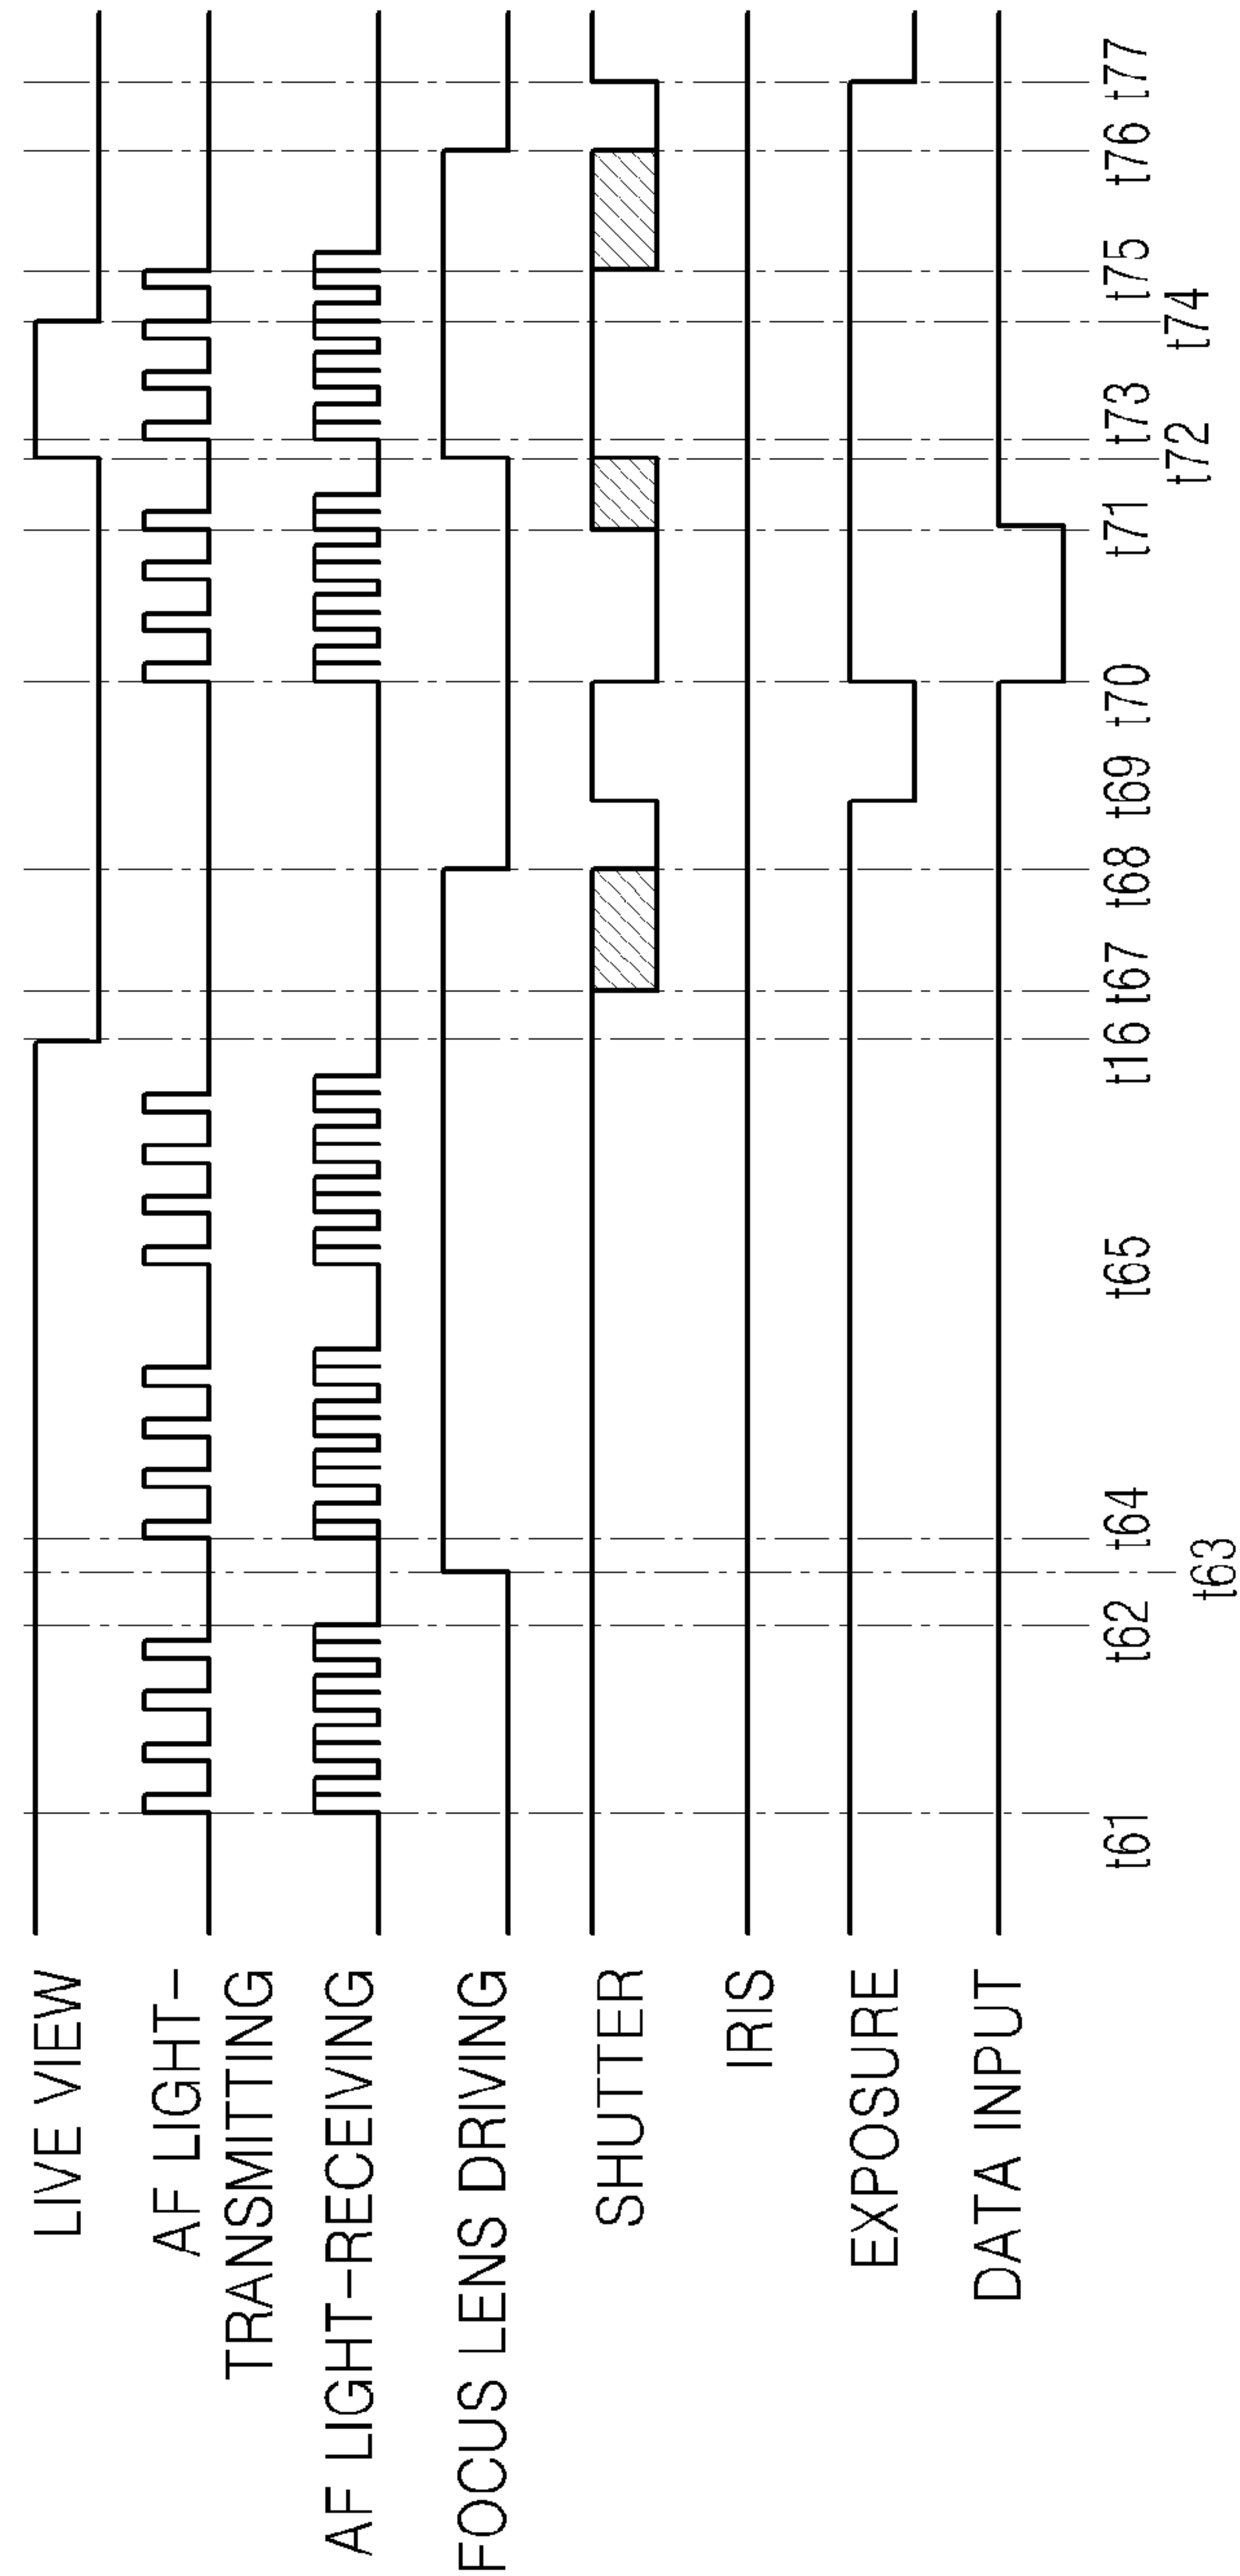 LIVE VIEW
AF LIGHT-
TRANSMITTING
AF LIGHT-RECEIVING
FOCUS LENS DRIVING
SHUTTER
IRIS
EXPOSURE
DATA INPUT
t61 t62 t64 t65 t16 t67 t68 t69 t70 t71 t73 t75 t76 t77
t63 t72 t74